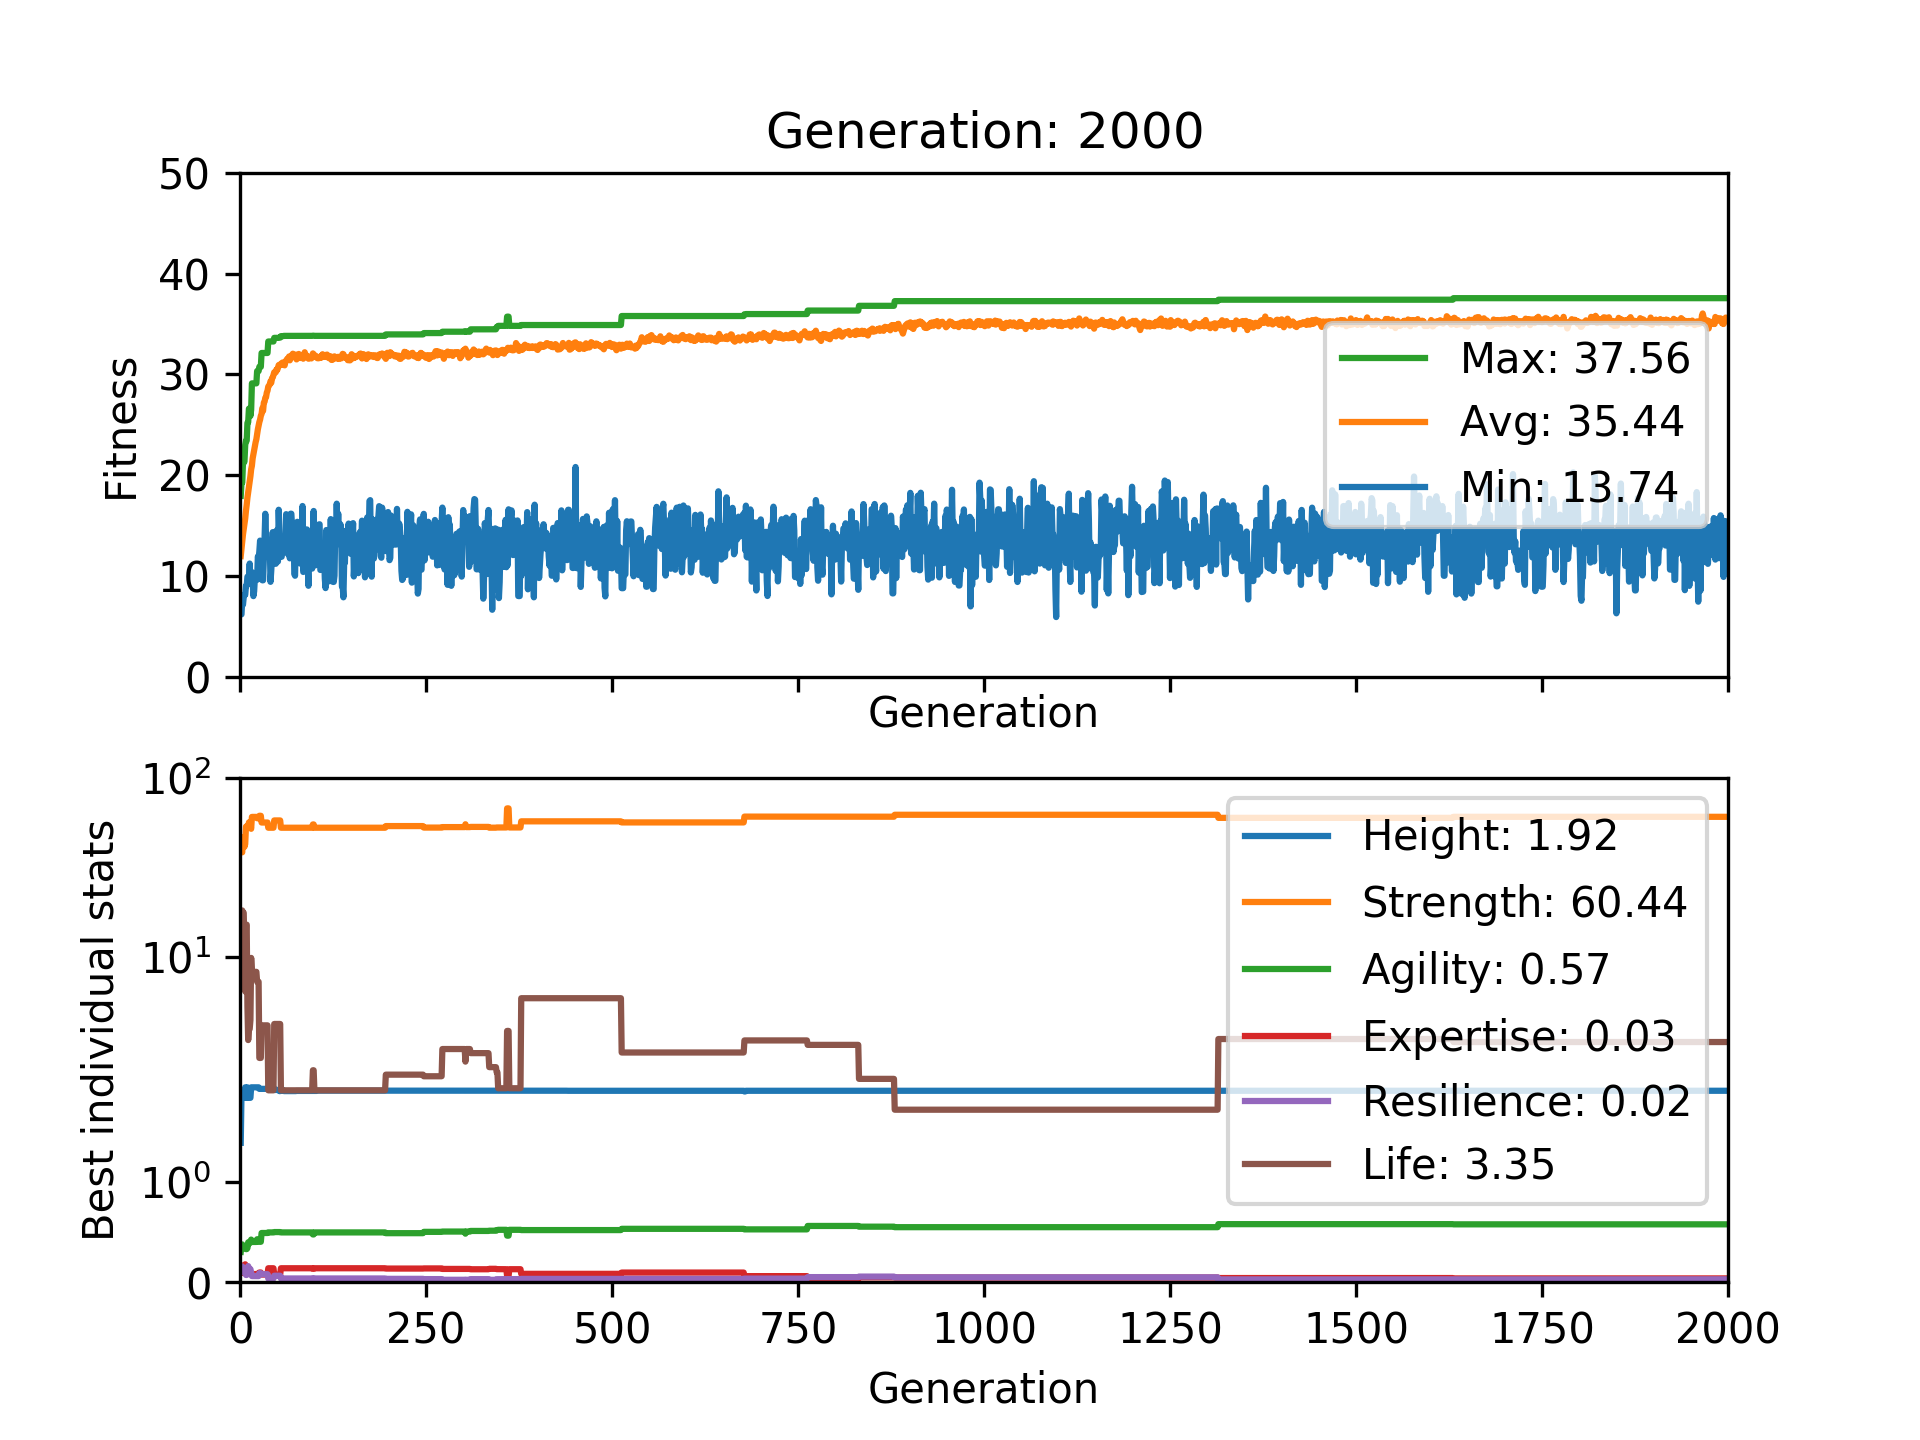 Generation: 2000
50
40
30
20
10
0
Fitness
Max: 37.56
Avg: 35.44
Min: 13.74
Generation
10²
10¹
10⁰
0
Best individual stats
Height: 1.92
Strength: 60.44
Agility: 0.57
Expertise: 0.03
Resilience: 0.02
Life: 3.35
0 250 500 750 1000 1250 1500 1750 2000
Generation